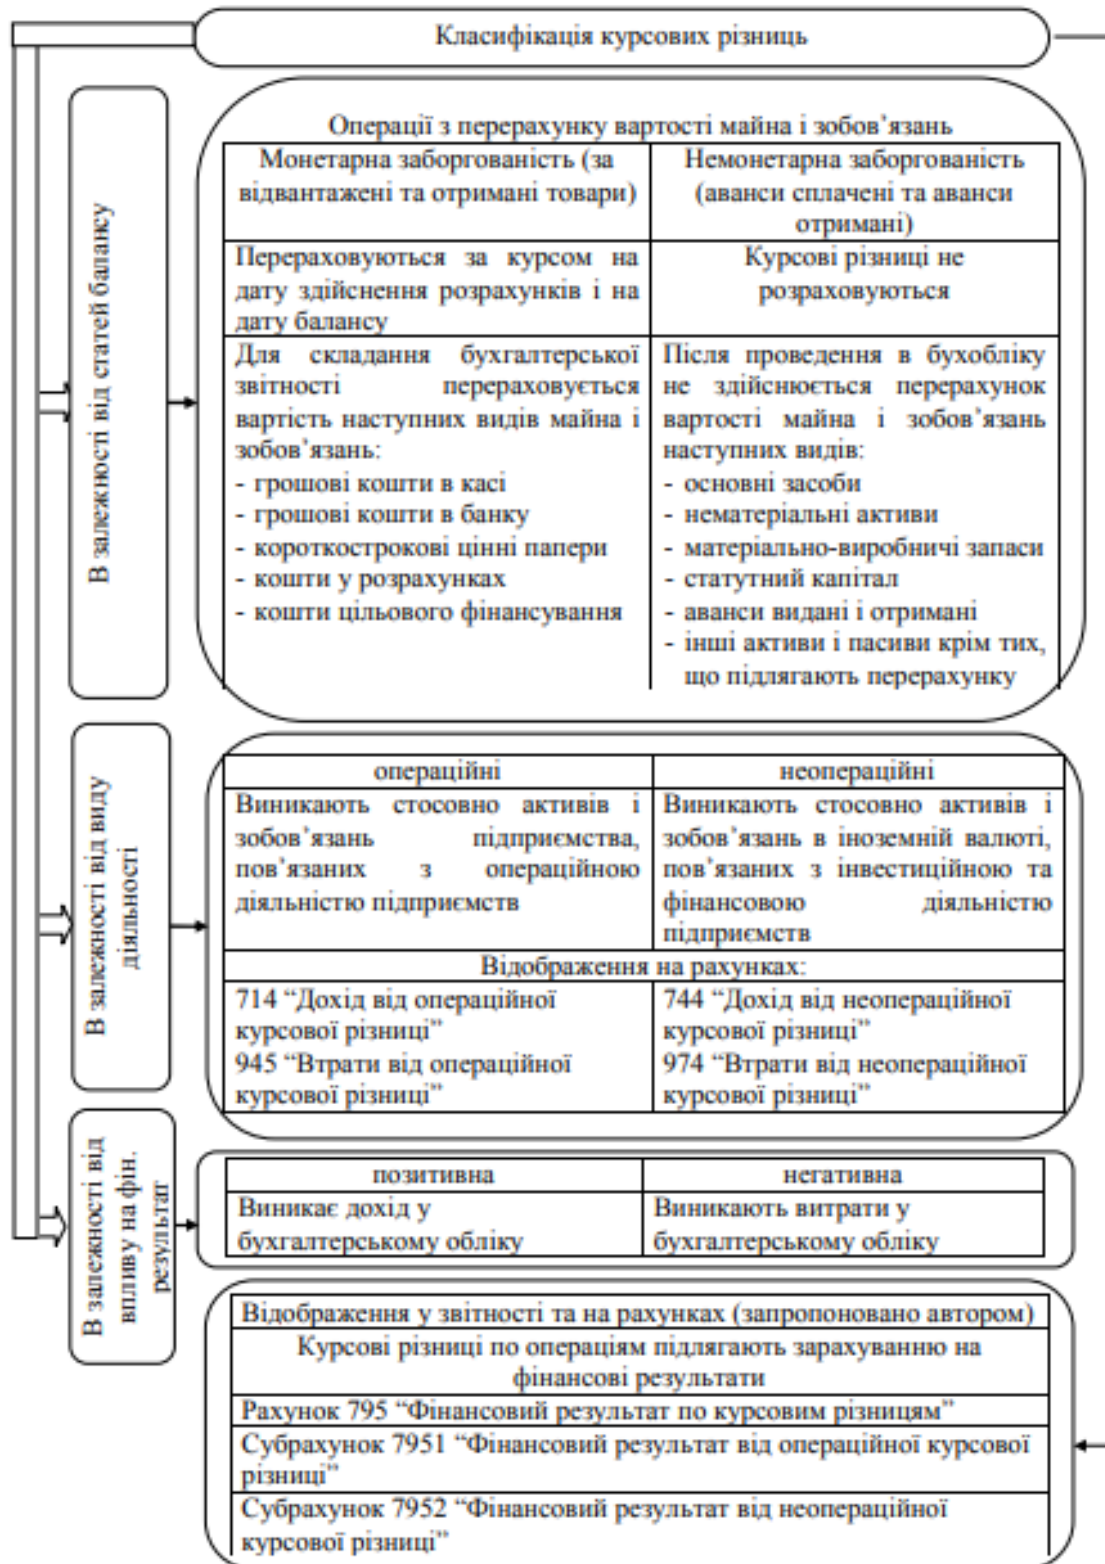 Класифікація курсових різниць
В залежності від статей балансу
Операції з перерахунку вартості майна і зобов’язань
Монетарна заборгованість (за
відвантажені та отримані товари)
Немонетарна заборгованість
(аванси сплачені та аванси
отримані)
Перераховуються за курсом на
дату здійснення розрахунків і на
дату балансу
Курсові різниці не
розраховуються
Для складання бухгалтерської
звітності перераховується
вартість наступних видів майна і
зобов’язань:
- грошові кошти в касі
- грошові кошти в банку
- короткострокові цінні папери
- кошти у розрахунках
- кошти цільового фінансування
Після проведення в бухобліку
не здійснюється перерахунок
вартості майна і зобов’язань
наступних видів:
- основні засоби
- нематеріальні активи
- матеріально-виробничі запаси
- статутний капітал
- аванси видані і отримані
- інші активи і пасиви крім тих,
що підлягають перерахунку
В залежності від виду
діяльності
операційні
неопераційні
Виникають стосовно активів і
зобов’язань підприємства,
пов’язаних з операційною
діяльністю підприємств
Виникають стосовно активів і
зобов’язань в іноземній валюті,
пов’язаних з інвестиційною та
фінансовою діяльністю
підприємств
Відображення на рахунках:
714 “Дохід від операційної
курсової різниці”
945 “Втрати від операційної
курсової різниці”
744 “Дохід від неопераційної
курсової різниці”
974 “Втрати від неопераційної
курсової різниці”
В залежності від
впливу на фін.
результат
позитивна
негативна
Виникає дохід у
бухгалтерському обліку
Виникають витрати у
бухгалтерському обліку
Відображення у звітності та на рахунках (запропоновано автором)
Курсові різниці по операціям підлягають зарахуванню на
фінансові результати
Рахунок 795 “Фінансовий результат по курсовим різницям”
Субрахунок 7951 “Фінансовий результат від операційної курсової
різниці”
Субрахунок 7952 “Фінансовий результат від неопераційної
курсової різниці”